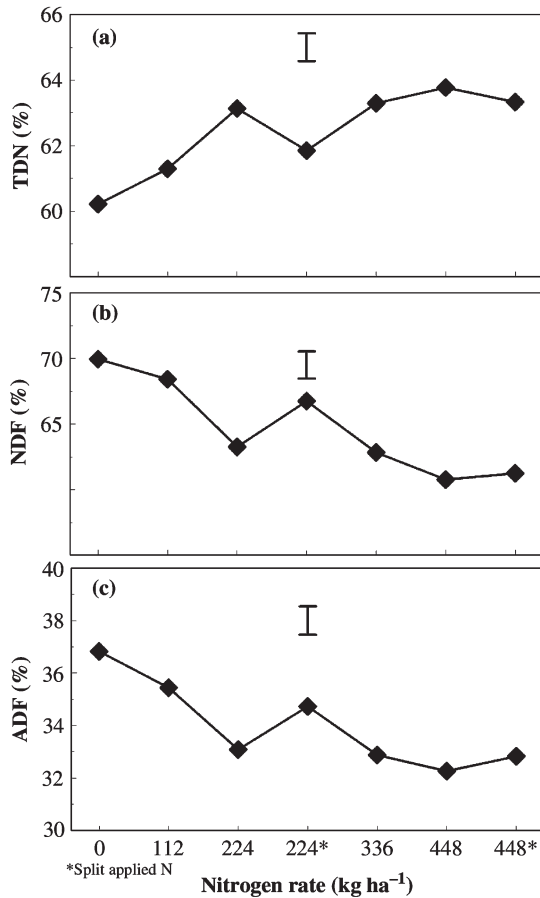 66
(a)
64
62
60
TDN (%)
75
(b)
70
65
NDF (%)
40
(c)
38
36
34
32
30
ADF (%)
0 112 224 224* 336 448 448*
*Split applied N
Nitrogen rate (kg ha⁻¹)